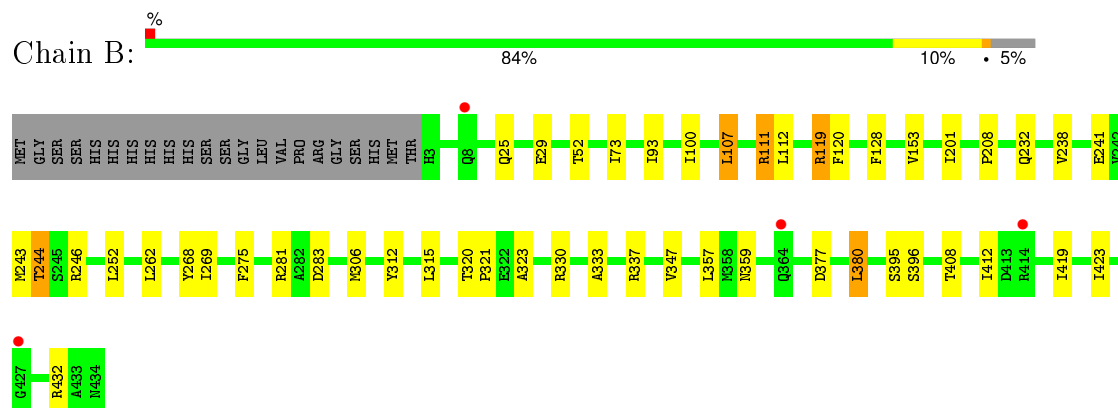 %
Chain B:
84% 10% • 5%
MET GLY SER SER HIS HIS HIS HIS HIS HIS SER SER GLY LEU VAL PRO ARG GLY SER HIS MET THR H3 Q8 Q25 E29 T52 I73 I93 I100 L107 R111 L112 R119 F120 F128 V153 I201 P208 Q232 V238 E241 V242
M243 T244 S245 R246 L252 L262 Y268 I269 F275 R281 A282 D283 M306 Y312 L315 T320 P321 E322 A323 R330 A333 R337 V347 L357 M358 N359 Q364 D377 L380 S395 S396 T408 I412 D413 R414 I419 I423
G427 R432 A433 N434